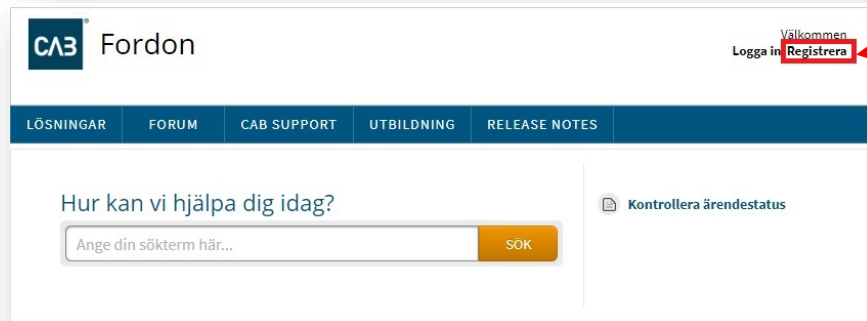 CAB Fordon
Välkommen
Logga in Registrera
LÖSNINGAR FORUM CAB SUPPORT UTBILDNING RELEASE NOTES
Hur kan vi hjälpa dig idag?
Kontrollera ärendestatus
Ange din sökterm här... SÖK